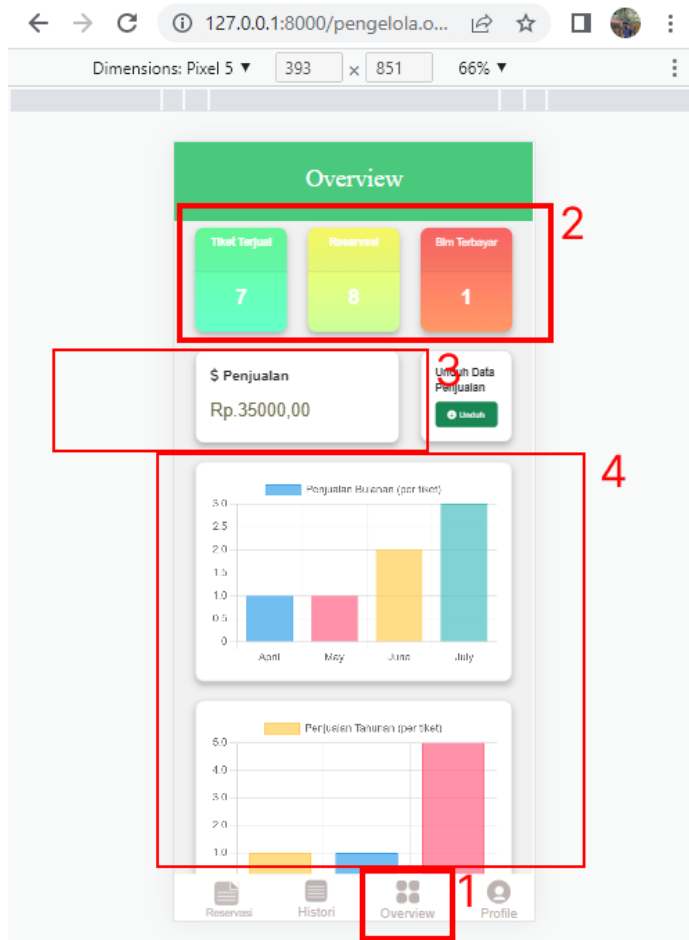 127.0.0.1:8000/pengelola.o...
Dimensions: Pixel 5 ▼ 393 × 851 66% ▼
Overview
2
Tiket Terjual Reservasi Blm Terbayar
7 8 1
3
$ Penjualan
Rp.35000,00
Unduh Data
Penjualan
Unduh
4
Penjualan Bulanan (per tiket)
3.0
2.5
2.0
1.5
1.0
0.5
0
April May June July
Penjualan Tahunan (per tiket)
5.0
4.0
3.0
2.0
1.0
1
Reservasi Histori Overview Profile